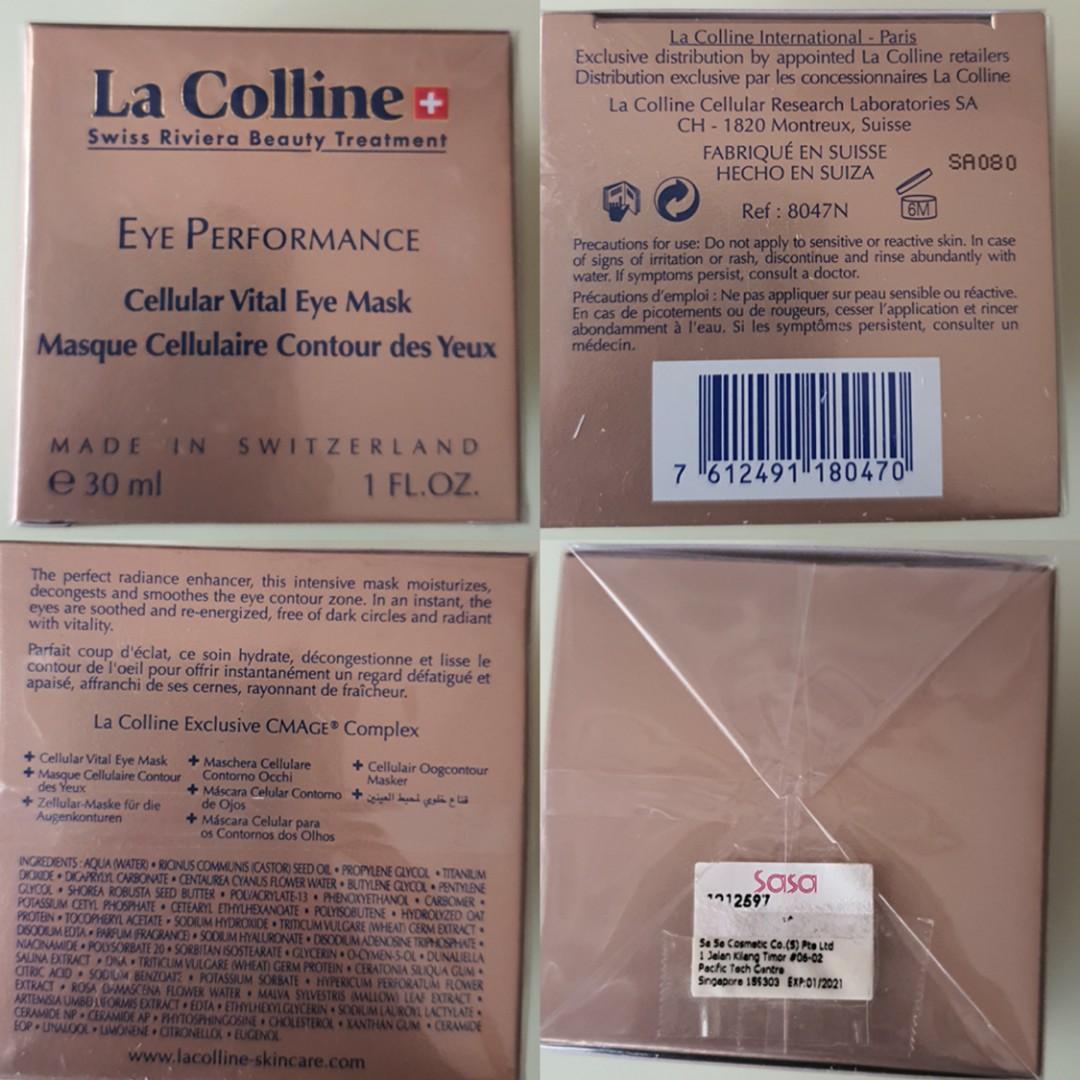 La Colline
Swiss Riviera Beauty Treatment
EYE PERFORMANCE
Cellular Vital Eye Mask
Masque Cellulaire Contour des Yeux
MADE IN SWITZERLAND
e 30 ml 1 FL.OZ.
La Colline International - Paris
Exclusive distribution by appointed La Colline retailers
Distribution exclusive par les concessionnaires La Colline
La Colline Cellular Research Laboratories SA
CH - 1820 Montreux, Suisse
FABRIQUÉ EN SUISSE
HECHO EN SUIZA
SA080
Ref : 8047N
6M
Precautions for use: Do not apply to sensitive or reactive skin. In case
of signs of irritation or rash, discontinue and rinse abundantly with
water. If symptoms persist, consult a doctor.
Précautions d'emploi : Ne pas appliquer sur peau sensible ou réactive.
En cas de picotements ou de rougeurs, cesser l'application et rincer
abondamment à l'eau. Si les symptômes persistent, consulter un
médecin.
7 612491 180470
The perfect radiance enhancer, this intensive mask moisturizes,
decongests and smoothes the eye contour zone. In an instant, the
eyes are soothed and re-energized, free of dark circles and radiant
with vitality.
Parfait coup d'éclat, ce soin hydrate, décongestionne et lisse le
contour de l'oeil pour offrir instantanément un regard défatigué et
apaisé, affranchi de ses cernes, rayonnant de fraîcheur.
La Colline Exclusive CMAGE® Complex
+ Cellular Vital Eye Mask
+ Masque Cellulaire Contour
des Yeux
+ Zellular-Maske für die
Augenkonturen
+ Maschera Cellulare
Contorno Occhi
+ Máscara Celular Contorno
de Ojos
+ Máscara Celular para
os Contornos dos Olhos
+ Cellulair Oogcontour
Masker
+ قناع خلوي لمحيط العينين
INGREDIENTS : AQUA (WATER) • RICINUS COMMUNIS (CASTOR) SEED OIL • PROPYLENE GLYCOL • TITANIUM
DIOXIDE • DICAPRYLYL CARBONATE • CENTAUREA CYANUS FLOWER WATER • BUTYLENE GLYCOL • PENTYLENE
GLYCOL • SHOREA ROBUSTA SEED BUTTER • POLYACRYLATE-13 • PHENOXYETHANOL • CARBOMER •
POTASSIUM CETYL PHOSPHATE • CETEARYL ETHYLHEXANOATE • POLYISOBUTENE • HYDROLYZED OAT
PROTEIN • TOCOPHERYL ACETATE • SODIUM HYDROXIDE • TRITICUM VULGARE (WHEAT) GERM EXTRACT •
DISODIUM EDTA • PARFUM (FRAGRANCE) • SODIUM HYALURONATE • DISODIUM ADENOSINE TRIPHOSPHATE •
NIACINAMIDE • POLYSORBATE 20 • SORBITAN ISOSTEARATE • GLYCERIN • O-CYMEN-5-OL • DUNALIELLA
SALINA EXTRACT • DNA • TRITICUM VULGARE (WHEAT) GERM PROTEIN • CERATONIA SILIQUA GUM •
CITRIC ACID • SODIUM BENZOATE • POTASSIUM SORBATE • HYPERICUM PERFORATUM FLOWER
EXTRACT • ROSA DAMASCENA FLOWER WATER • MALVA SYLVESTRIS (MALLOW) LEAF EXTRACT •
ARTEMISIA UMBELLIFORMIS EXTRACT • EDTA • ETHYLHEXYLGLYCERIN • SODIUM LAUROYL LACTYLATE •
CERAMIDE NP • CERAMIDE AP • PHYTOSPHINGOSINE • CHOLESTEROL • XANTHAN GUM • CERAMIDE
EOP • LINALOOL • LIMONENE • CITRONELLOL • EUGENOL.
www.lacolline-skincare.com
sasa
1212597
Sa Sa Cosmetic Co.(S) Pte Ltd
1 Jalan Kilang Timor #06-02
Pacific Tech Centre
Singapore 159303 EXP:01/2021